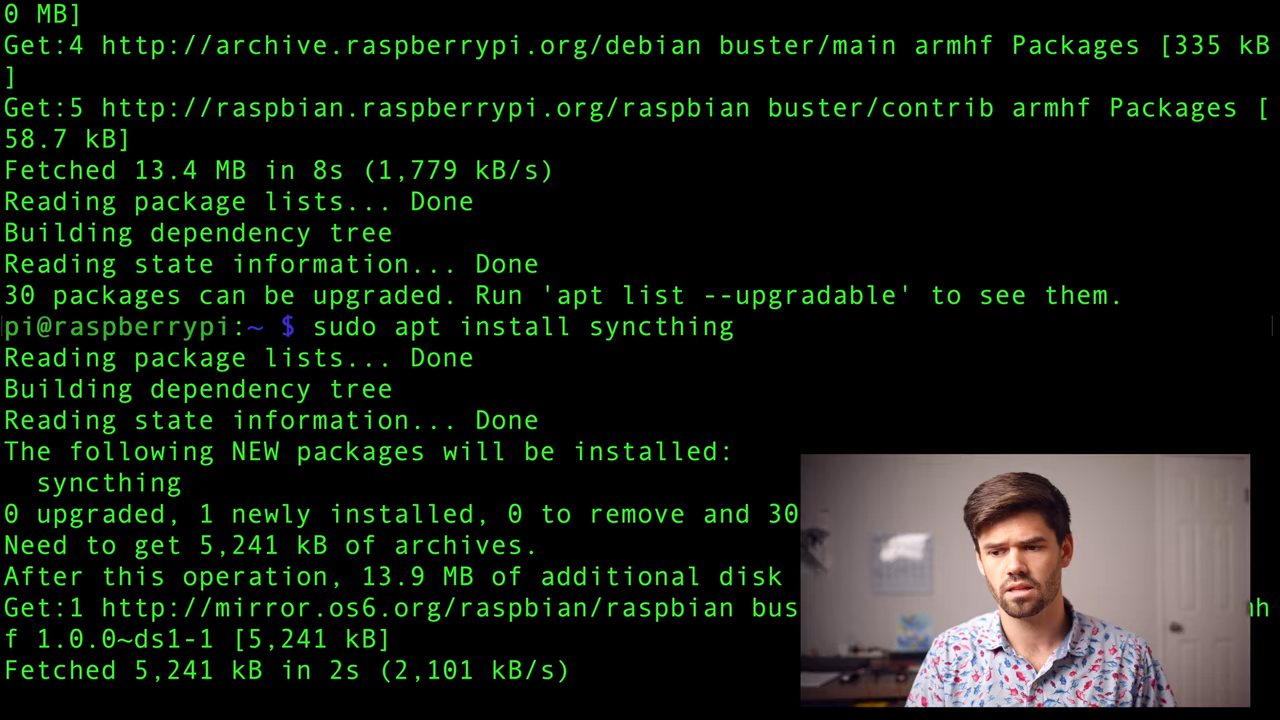 0 MB]
Get:4 http://archive.raspberrypi.org/debian buster/main armhf Packages [335 kB
]
Get:5 http://raspbian.raspberrypi.org/raspbian buster/contrib armhf Packages [
58.7 kB]
Fetched 13.4 MB in 8s (1,779 kB/s)
Reading package lists... Done
Building dependency tree
Reading state information... Done
30 packages can be upgraded. Run 'apt list --upgradable' to see them.
pi@raspberrypi:~ $ sudo apt install syncthing
Reading package lists... Done
Building dependency tree
Reading state information... Done
The following NEW packages will be installed:
  syncthing
0 upgraded, 1 newly installed, 0 to remove and 30
Need to get 5,241 kB of archives.
After this operation, 13.9 MB of additional disk
Get:1 http://mirror.os6.org/raspbian/raspbian bus
f 1.0.0~ds1-1 [5,241 kB]
Fetched 5,241 kB in 2s (2,101 kB/s)